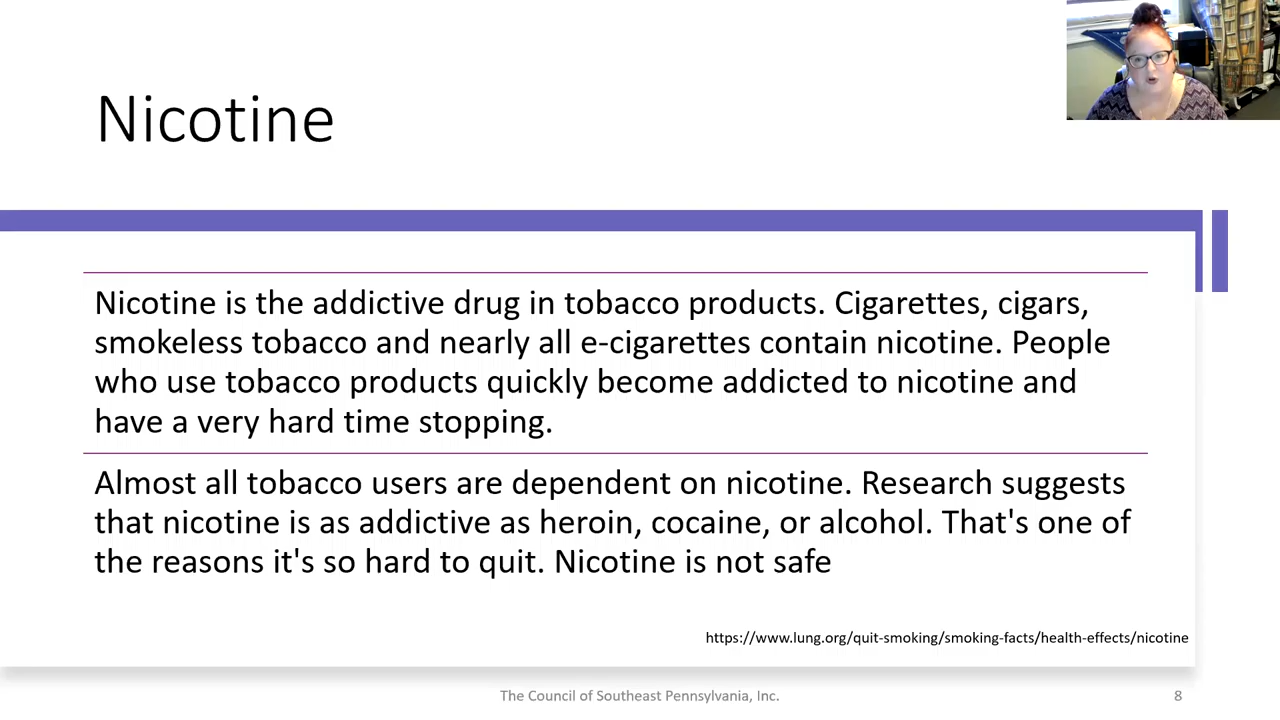 Nicotine
Nicotine is the addictive drug in tobacco products. Cigarettes, cigars,
smokeless tobacco and nearly all e-cigarettes contain nicotine. People
who use tobacco products quickly become addicted to nicotine and
have a very hard time stopping.
Almost all tobacco users are dependent on nicotine. Research suggests
that nicotine is as addictive as heroin, cocaine, or alcohol. That's one of
the reasons it's so hard to quit. Nicotine is not safe
https://www.lung.org/quit-smoking/smoking-facts/health-effects/nicotine
The Council of Southeast Pennsylvania, Inc.
8